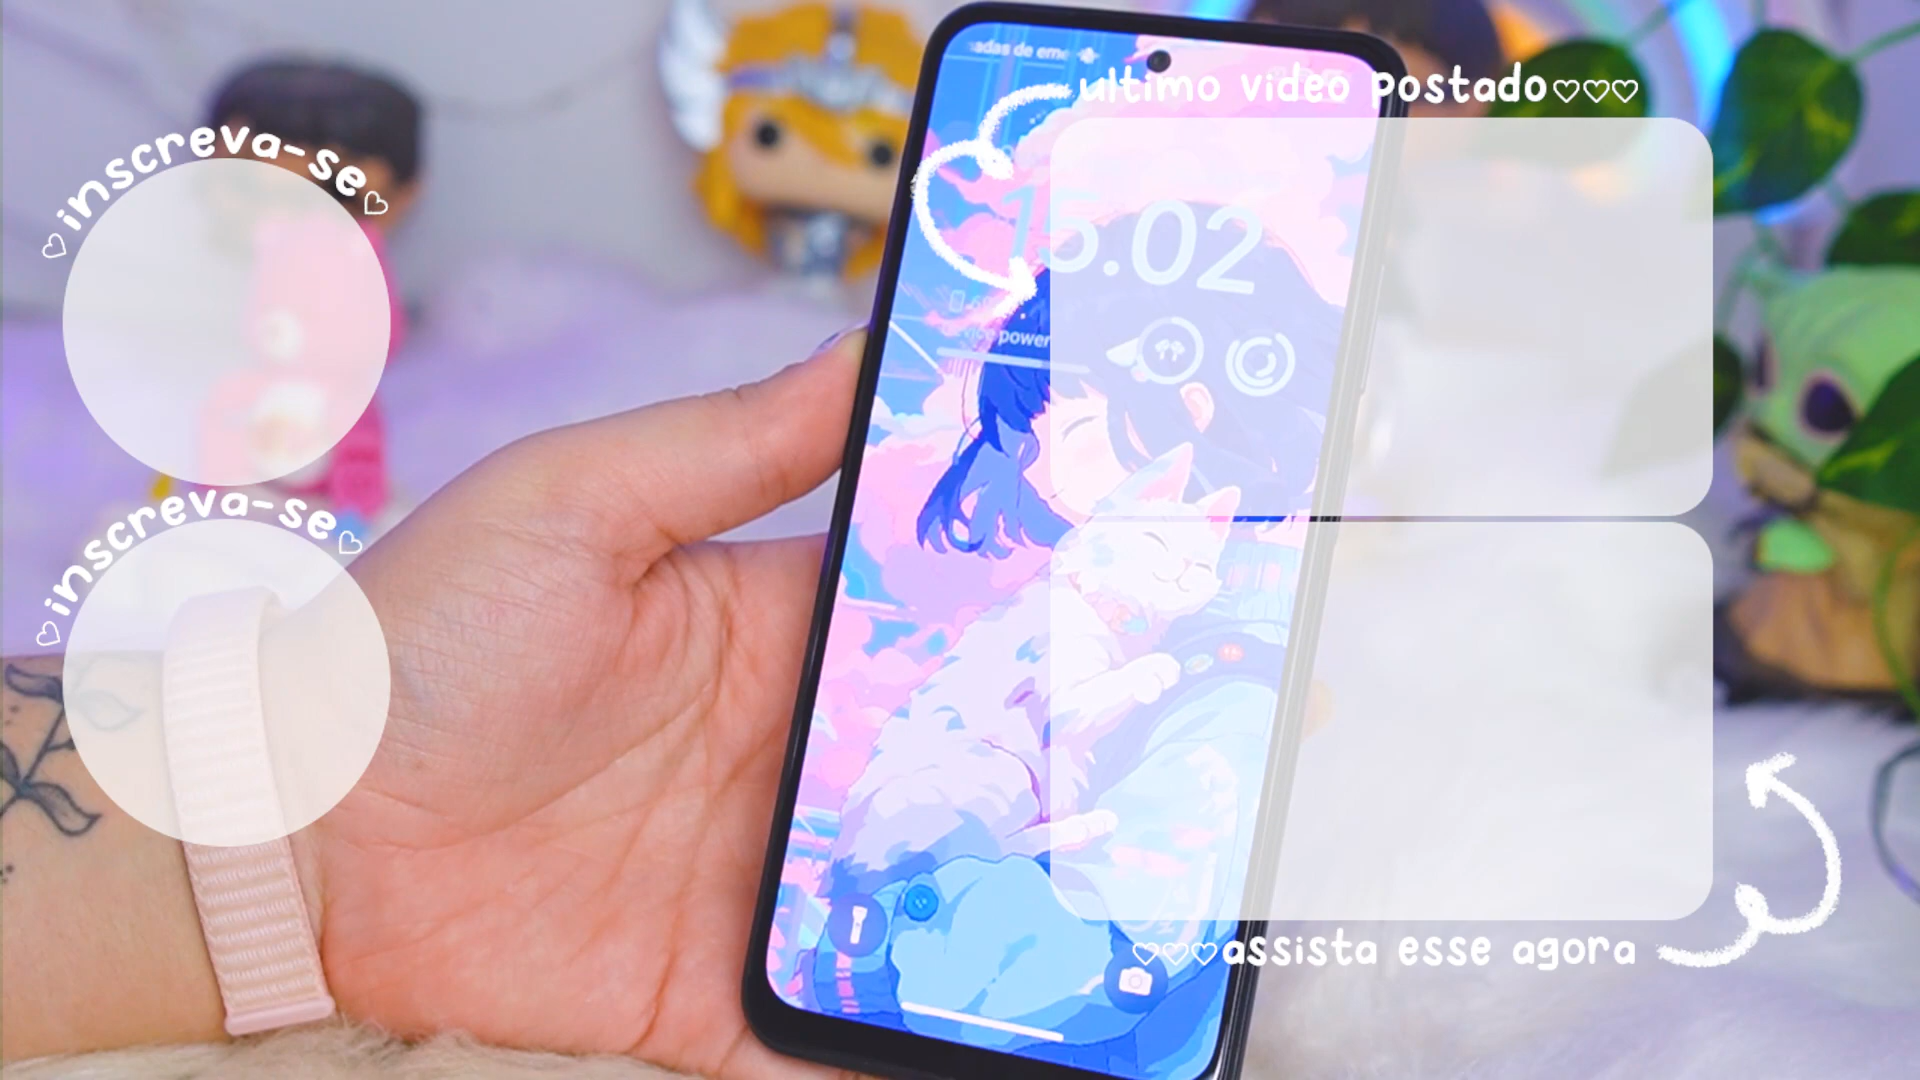 ultimo video postado♡♡♡
♡inscreva-se♡
15.02
♡inscreva-se♡
♡♡♡assista esse agora